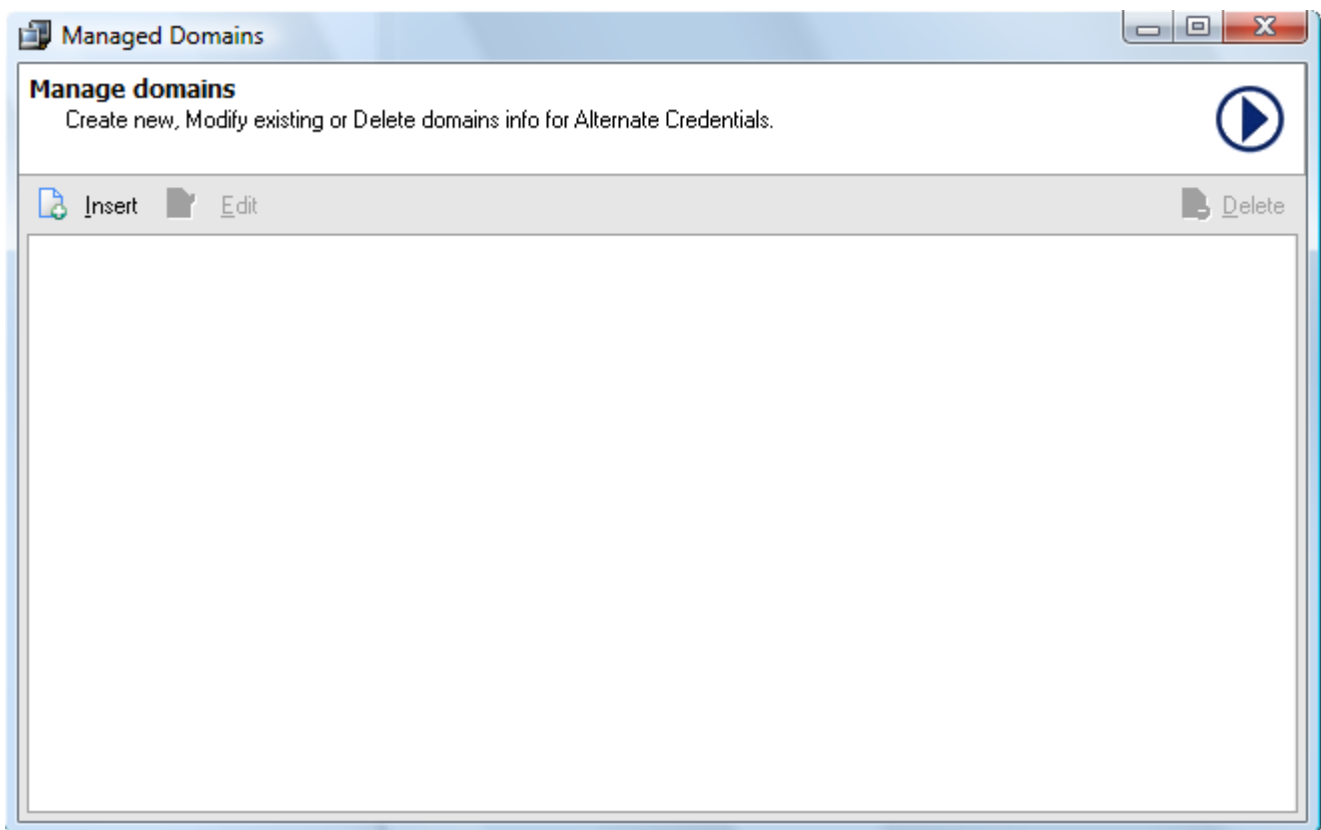 Managed Domains
Manage domains
Create new, Modify existing or Delete domains info for Alternate Credentials.
Insert Edit Delete